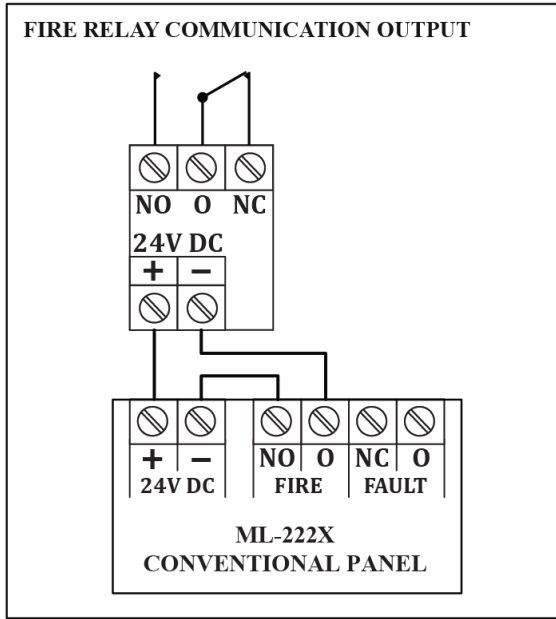 FIRE RELAY COMMUNICATION OUTPUT
NO O NC
24V DC
+ −
+ − NO O NC O
24V DC FIRE FAULT
ML-222X
CONVENTIONAL PANEL